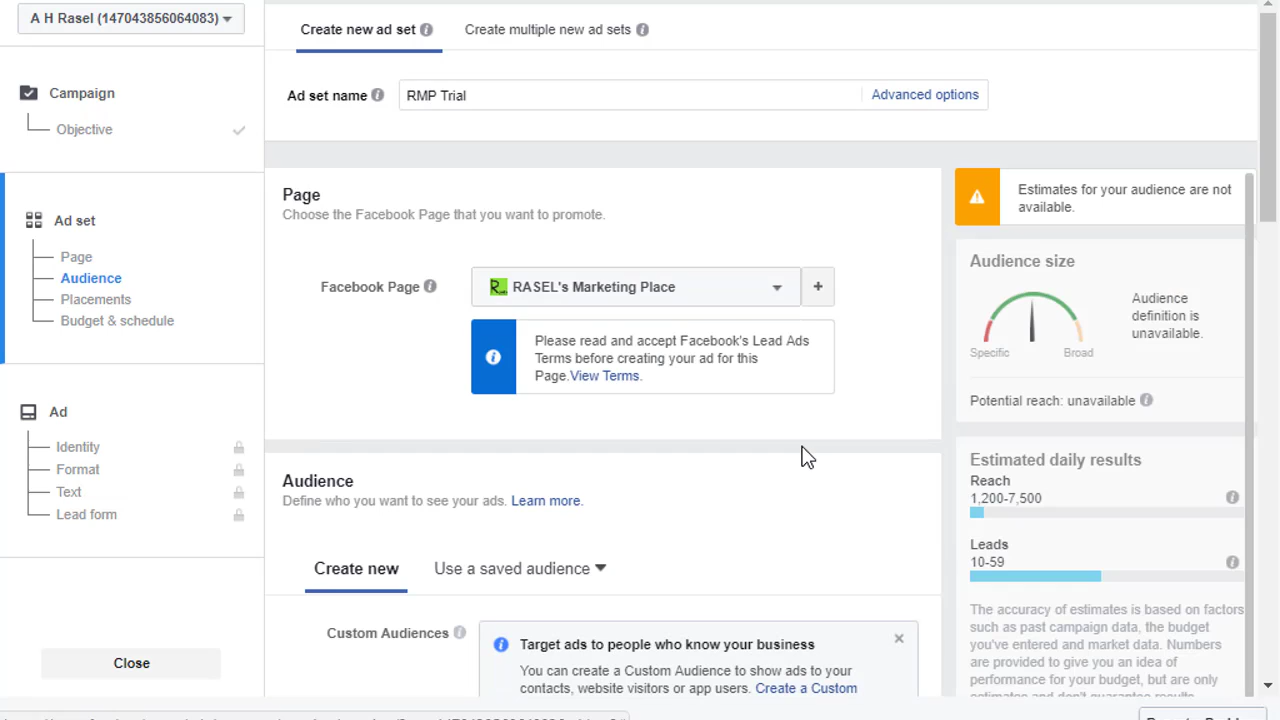 A H Rasel (147043856064083)
Create new ad set
Create multiple new ad sets
Ad set name
RMP Trial
Advanced options
Campaign
Objective
Ad set
Page
Audience
Placements
Budget & schedule
Ad
Identity
Format
Text
Lead form
Close
Page
Choose the Facebook Page that you want to promote.
Facebook Page
RASEL's Marketing Place
+
Please read and accept Facebook's Lead Ads
Terms before creating your ad for this
Page.View Terms.
Audience
Define who you want to see your ads. Learn more.
Create new
Use a saved audience
Custom Audiences
Target ads to people who know your business
You can create a Custom Audience to show ads to your
contacts, website visitors or app users. Create a Custom
Estimates for your audience are not
available.
Audience size
Specific
Broad
Audience
definition is
unavailable.
Potential reach: unavailable
Estimated daily results
Reach
1,200-7,500
Leads
10-59
The accuracy of estimates is based on factors
such as past campaign data, the budget
you've entered and market data. Numbers
are provided to give you an idea of
performance for your budget, but are only
estimates and don't guarantee results.